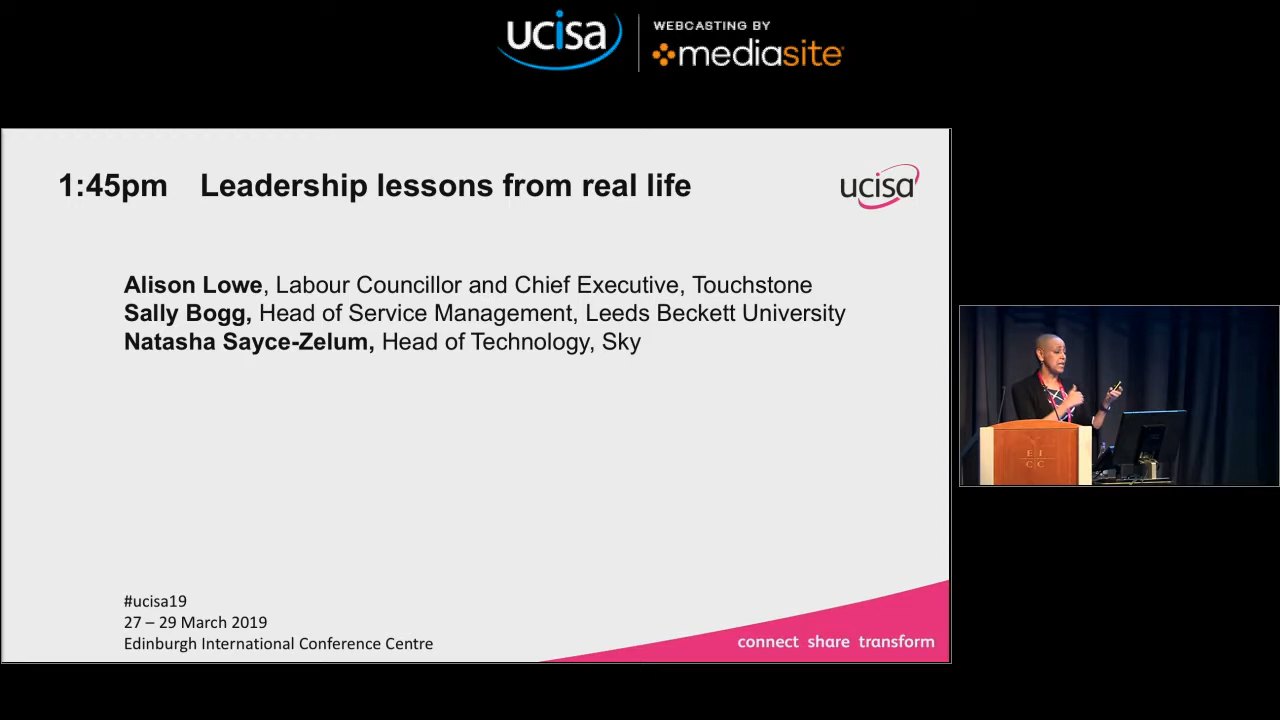 ucisa
WEBCASTING BY
mediasite
1:45pm Leadership lessons from real life
ucisa
Alison Lowe, Labour Councillor and Chief Executive, Touchstone
Sally Bogg, Head of Service Management, Leeds Beckett University
Natasha Sayce-Zelum, Head of Technology, Sky
E I
C C
#ucisa19
27 – 29 March 2019
Edinburgh International Conference Centre
connect share transform